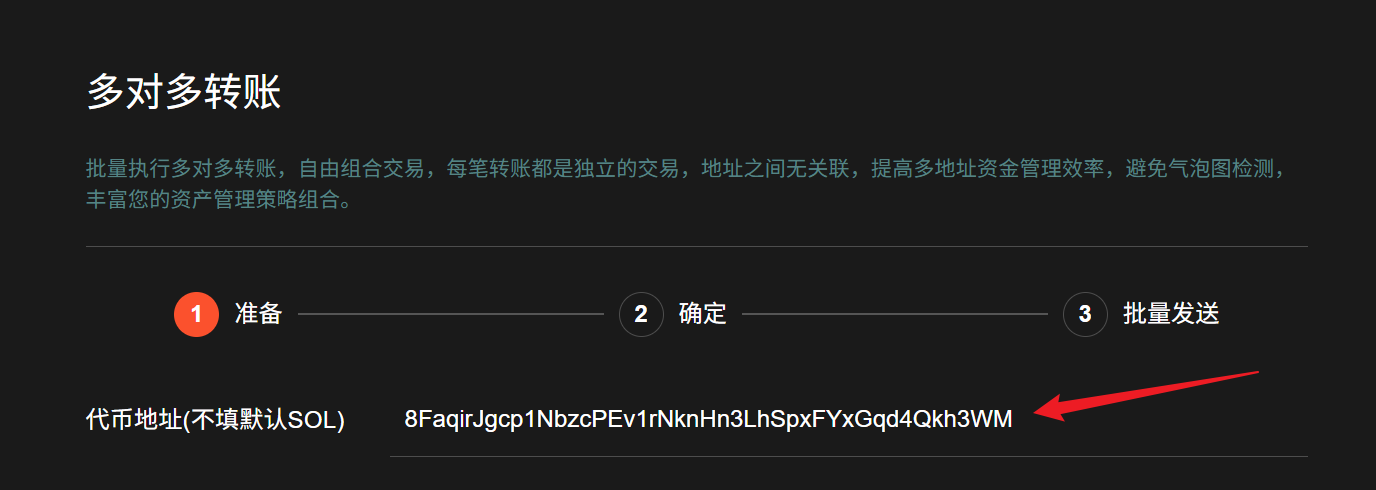 多对多转账
批量执行多对多转账，自由组合交易，每笔转账都是独立的交易，地址之间无关联，提高多地址资金管理效率，避免气泡图检测，
丰富您的资产管理策略组合。
1 准备 2 确定 3 批量发送
代币地址(不填默认SOL) 8FaqirJgcp1NbzcPEv1rNknHn3LhSpxFYxGqd4Qkh3WM